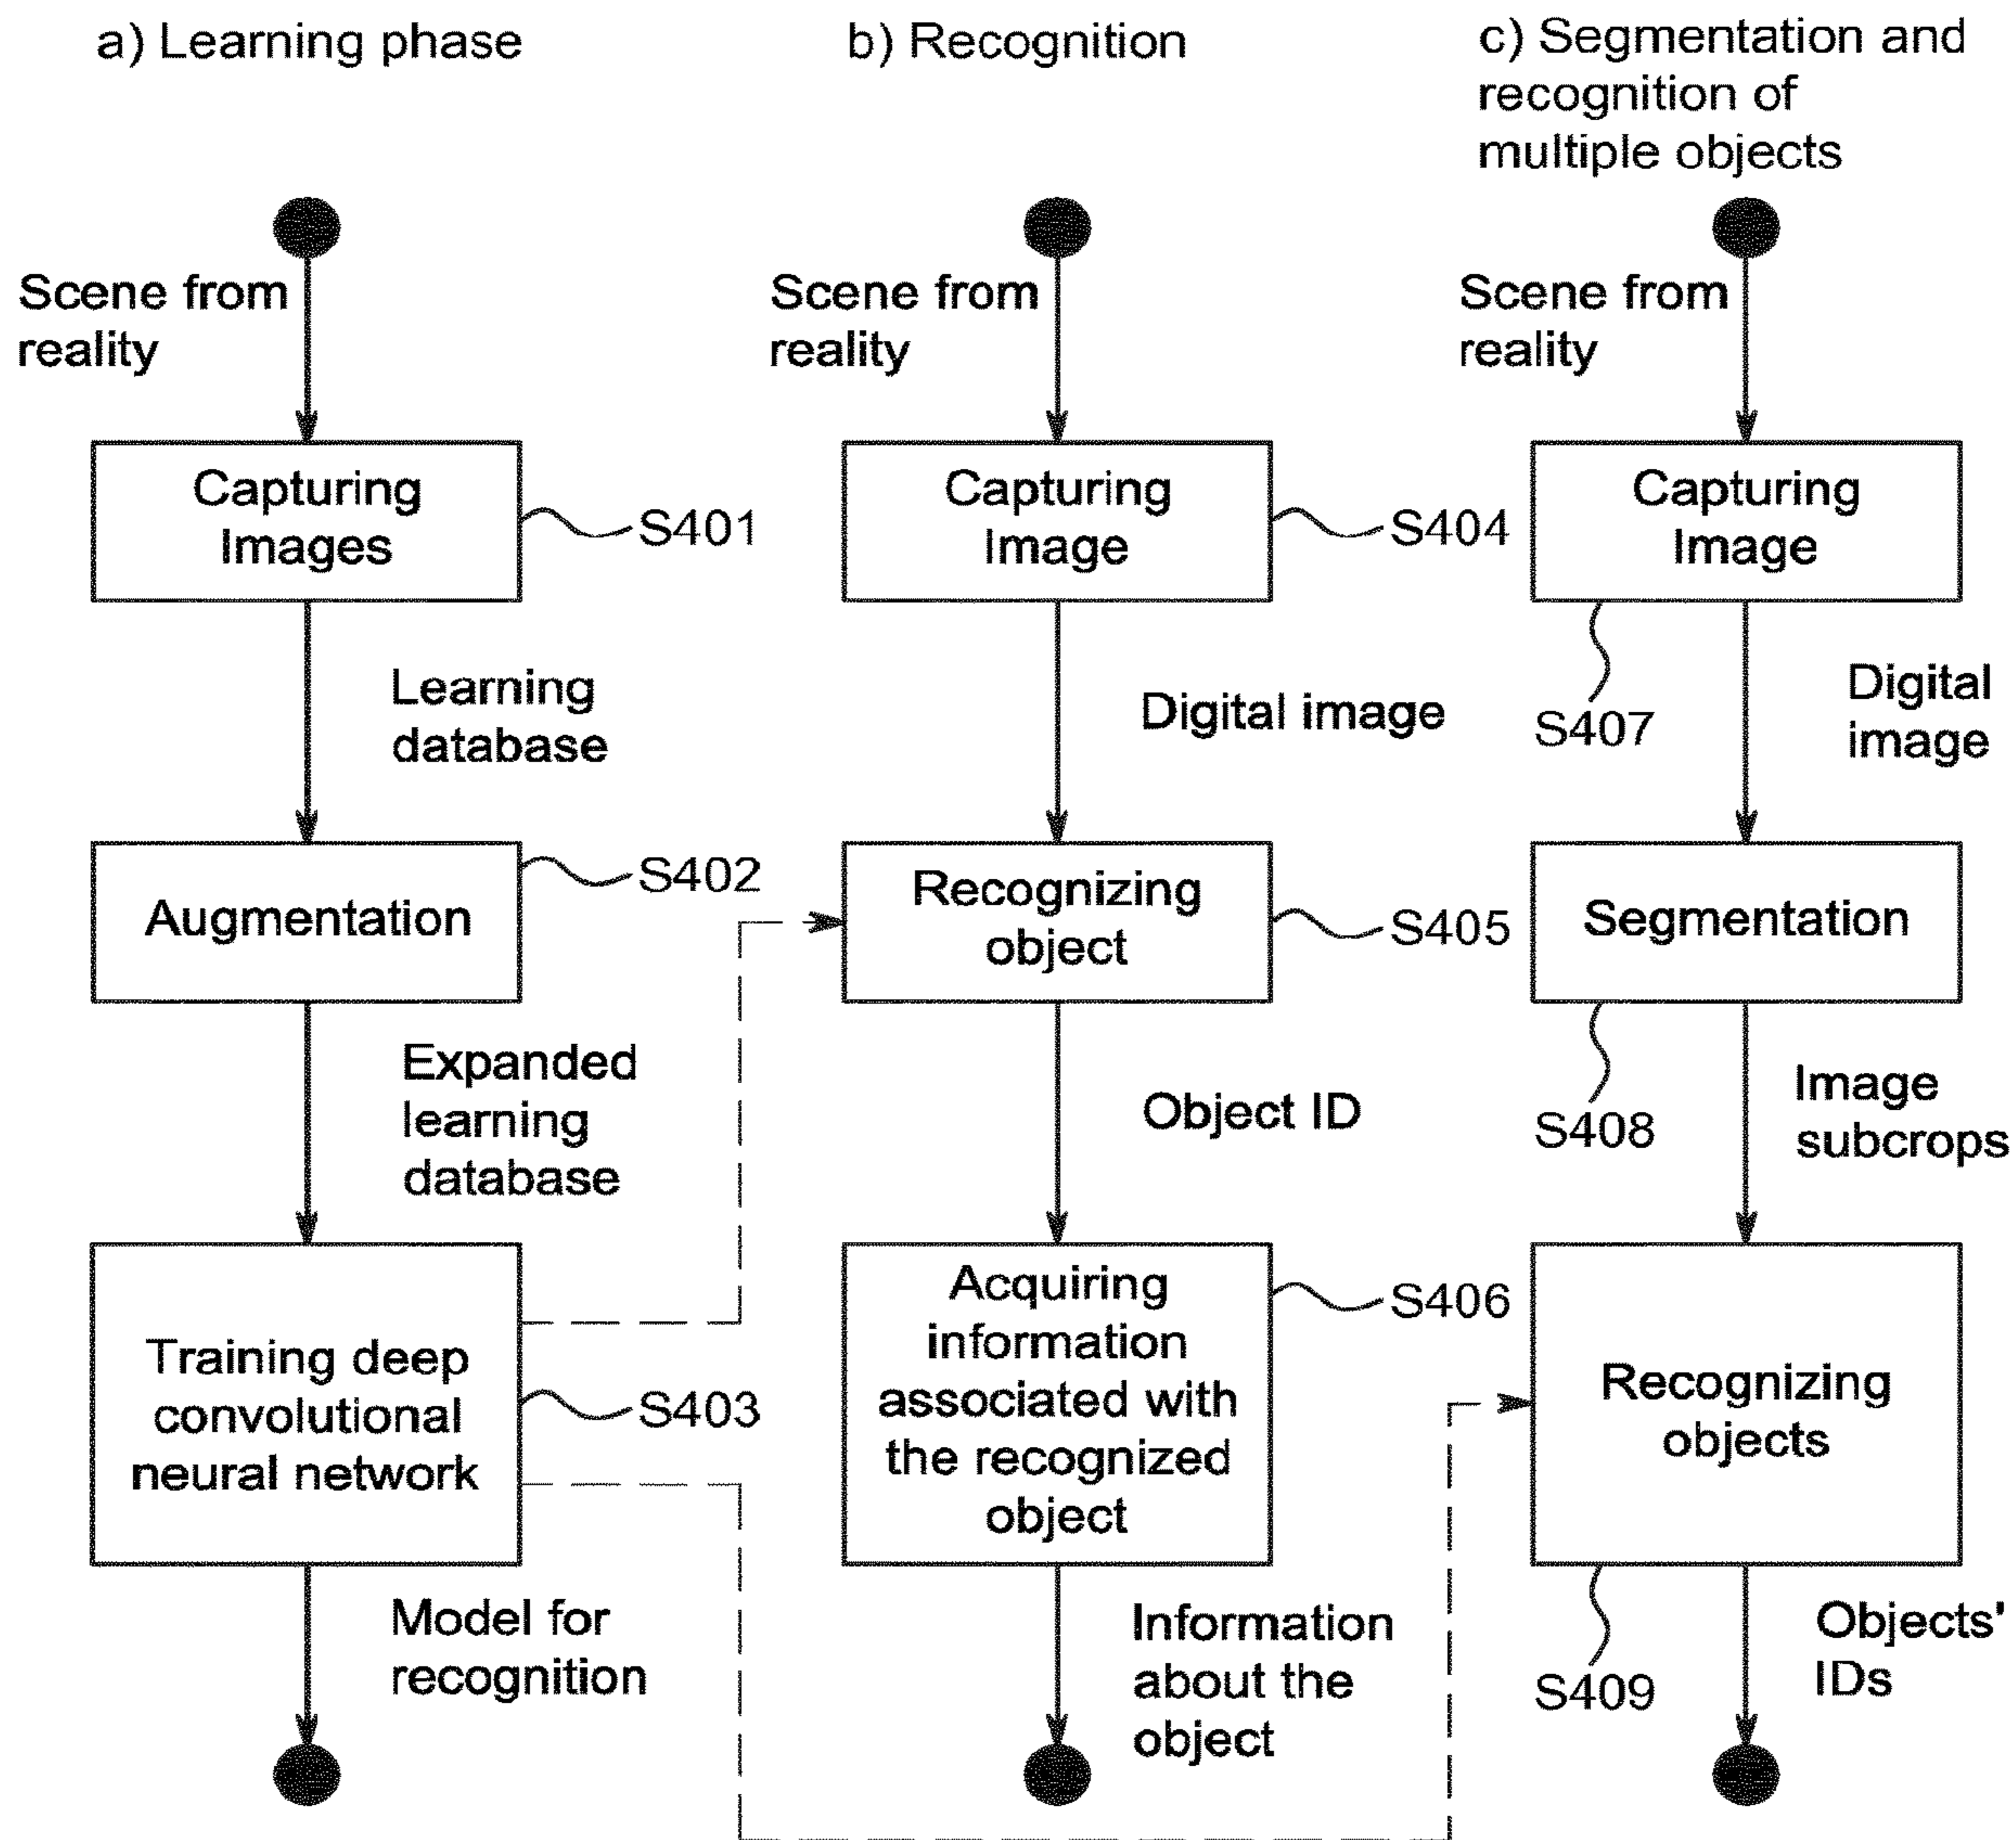 a) Learning phase
Scene from
reality
Capturing
Images
S401
Learning
database
Augmentation
S402
Expanded
learning
database
Training deep
convolutional
neural network
S403
Model for
recognition
b) Recognition
Scene from
reality
Capturing
Image
S404
Digital image
Recognizing
object
S405
Object ID
Acquiring
information
associated with
the recognized
object
S406
Information
about the
object
c) Segmentation and
recognition of
multiple objects
Scene from
reality
Capturing
Image
S407
Digital
image
Segmentation
S408
Image
subcrops
Recognizing
objects
S409
Objects'
IDs